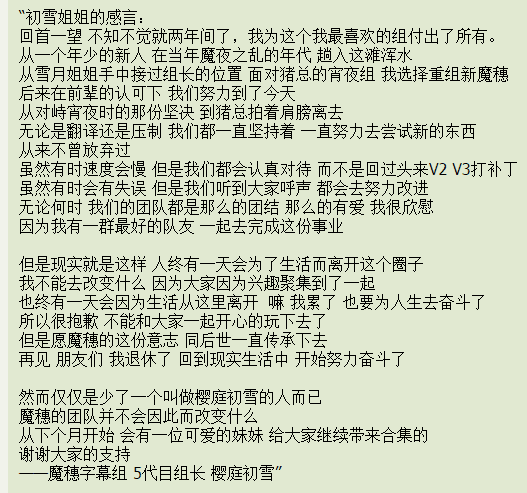 “初雪姐姐的感言：
回首一望 不知不觉就两年间了，我为这个我最喜欢的组付出了所有。
从一个年少的新人 在当年魔夜之乱的年代 趟入这滩浑水
从雪月姐姐手中接过组长的位置 面对猪总的宵夜组 我选择重组新魔穗
后来在前辈的认可下 我们努力到了今天
从对峙宵夜时的那份坚决 到猪总拍着肩膀离去
无论是翻译还是压制 我们都一直坚持着 一直努力去尝试新的东西
从来不曾放弃过
虽然有时速度会慢 但是我们都会认真对待 而不是回过头来V2 V3打补丁
虽然有时会有失误 但是我们听到大家呼声 都会去努力改进
无论何时 我们的团队都是那么的团结 那么的有爱 我很欣慰
因为我有一群最好的队友 一起去完成这份事业
但是现实就是这样 人终有一天会为了生活而离开这个圈子
我不能去改变什么 因为大家因为兴趣聚集到了一起
也终有一天会因为生活从这里离开 嘛 我累了 也要为人生去奋斗了
所以很抱歉 不能和大家一起开心的玩下去了
但是愿魔穗的这份意志 同后世一直传承下去
再见 朋友们 我退休了 回到现实生活中 开始努力奋斗了
然而仅仅是少了一个叫做樱庭初雪的人而已
魔穗的团队并不会因此而改变什么
从下个月开始 会有一位可爱的妹妹 给大家继续带来合集的
谢谢大家的支持
——魔穗字幕组 5代目组长 樱庭初雪”